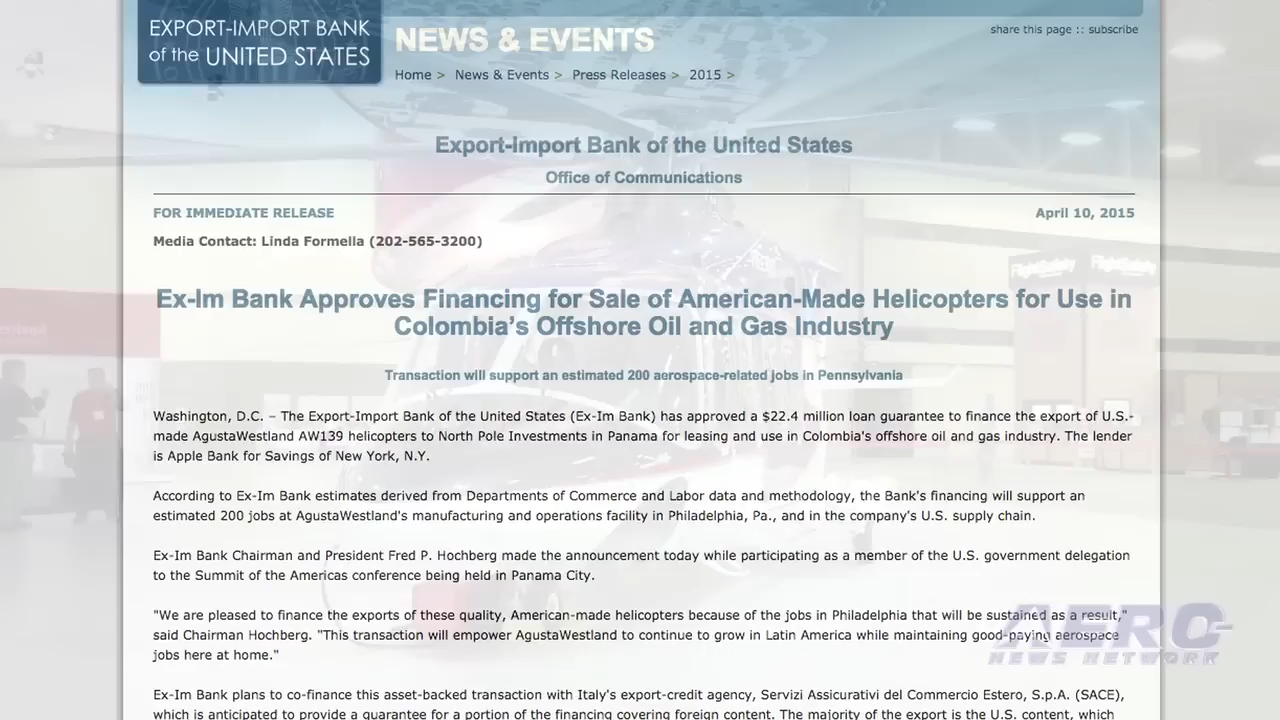 EXPORT-IMPORT BANK
of the UNITED STATES
NEWS & EVENTS
share this page :: subscribe
Home > News & Events > Press Releases > 2015 >
Export-Import Bank of the United States
Office of Communications
FOR IMMEDIATE RELEASE
April 10, 2015
Media Contact: Linda Formella (202-565-3200)
FlightSafety FlightSafety
Ex-Im Bank Approves Financing for Sale of American-Made Helicopters for Use in
Colombia's Offshore Oil and Gas Industry
Transaction will support an estimated 200 aerospace-related jobs in Pennsylvania
Washington, D.C. – The Export-Import Bank of the United States (Ex-Im Bank) has approved a $22.4 million loan guarantee to finance the export of U.S.-
made AgustaWestland AW139 helicopters to North Pole Investments in Panama for leasing and use in Colombia's offshore oil and gas industry. The lender
is Apple Bank for Savings of New York, N.Y.
According to Ex-Im Bank estimates derived from Departments of Commerce and Labor data and methodology, the Bank's financing will support an
estimated 200 jobs at AgustaWestland's manufacturing and operations facility in Philadelphia, Pa., and in the company's U.S. supply chain.
Ex-Im Bank Chairman and President Fred P. Hochberg made the announcement today while participating as a member of the U.S. government delegation
to the Summit of the Americas conference being held in Panama City.
"We are pleased to finance the exports of these quality, American-made helicopters because of the jobs in Philadelphia that will be sustained as a result,"
said Chairman Hochberg. "This transaction will empower AgustaWestland to continue to grow in Latin America while maintaining good-paying aerospace
jobs here at home."
AERO
NEWS NETWORK
Ex-Im Bank plans to co-finance this asset-backed transaction with Italy's export-credit agency, Servizi Assicurativi del Commercio Estero, S.p.A. (SACE),
which is anticipated to provide a guarantee for a portion of the financing covering foreign content. The majority of the export is the U.S. content, which